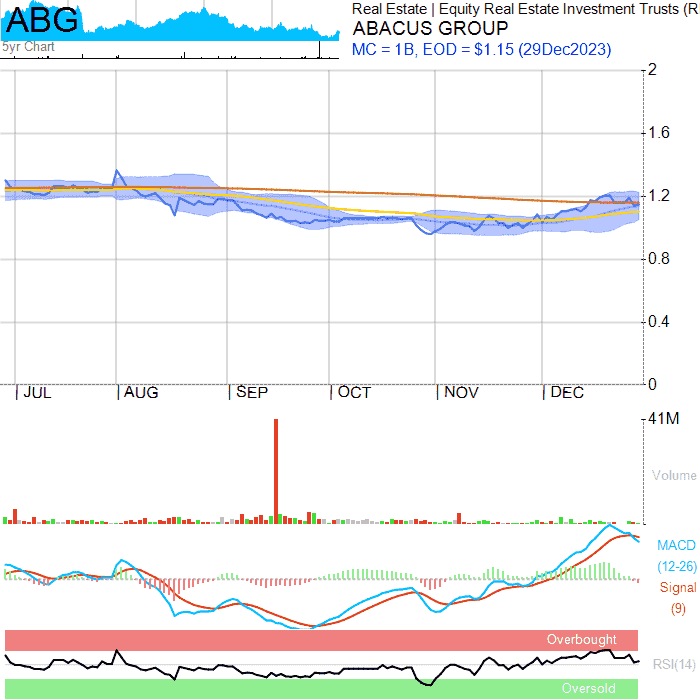 ABG
5yr Chart
Real Estate | Equity Real Estate Investment Trusts (R
ABACUS GROUP
MC = 1B, EOD = $1.15 (29Dec2023)
2
1.6
1.2
0.8
0.4
0
JUL AUG SEP OCT NOV DEC
41M
Volume
MACD
(12-26)
Signal
(9)
Overbought
RSI(14)
Oversold